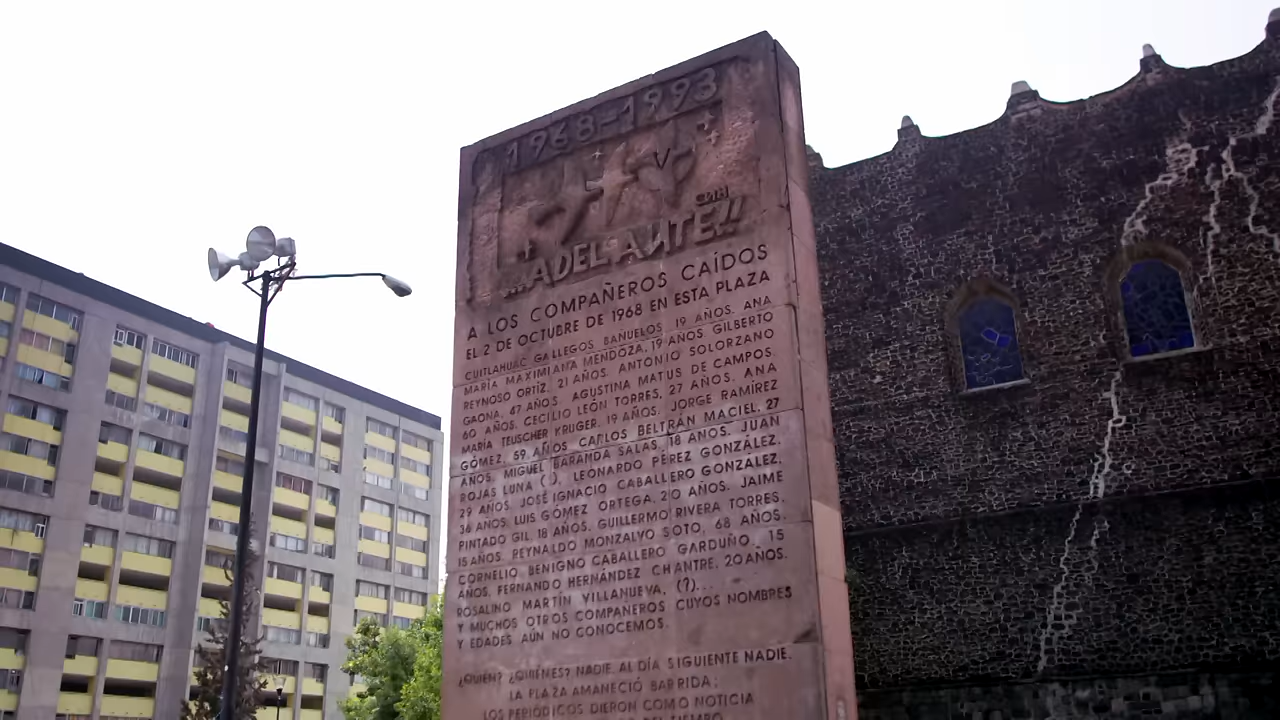 1968-1993
СИН
...ADELANTE!!
A LOS COMPAÑEROS CAÍDOS
EL 2 DE OCTUBRE DE 1968 EN ESTA PLAZA
CUITLAHUAC GALLEGOS BAÑUELOS, 19 AÑOS. ANA
MARÍA MAXIMIANA MENDOZA, 19 AÑOS. GILBERTO
REYNOSO ORTIZ, 21 AÑOS. ANTONIO SOLORZANO
GAONA, 47 AÑOS. AGUSTINA MATUS DE CAMPOS,
60 AÑOS. CECILIO LEÓN TORRES, 27 AÑOS. ANA
MARÍA TEUSCHER KRUGER, 19 AÑOS. JORGE RAMÍREZ
GÓMEZ, 59 AÑOS. CARLOS BELTRÁN MACIEL, 27
AÑOS. MIGUEL BARANDA SALAS, 18 AÑOS. JUAN
ROJAS LUNA ( ). LEONARDO PÉREZ GONZÁLEZ,
29 AÑOS. JOSÉ IGNACIO CABALLERO GONZÁLEZ,
36 AÑOS. LUIS GÓMEZ ORTEGA, 20 AÑOS. JAIME
PINTADO GIL, 18 AÑOS. GUILLERMO RIVERA TORRES,
15 AÑOS. REYNALDO MONZALVO SOTO, 68 AÑOS.
CORNELIO BENIGNO CABALLERO GARDUÑO, 15
AÑOS. FERNANDO HERNÁNDEZ CHANTRE, 20 AÑOS.
ROSALINO MARTÍN VILLANUEVA, (?)...
Y MUCHOS OTROS COMPAÑEROS CUYOS NOMBRES
Y EDADES AÚN NO CONOCEMOS.
¿QUIÉN? ¿QUIÉNES? NADIE. AL DÍA SIGUIENTE NADIE.
LA PLAZA AMANECIÓ BARRIDA;
LOS PERIÓDICOS DIERON COMO NOTICIA
DEL TIEMPO